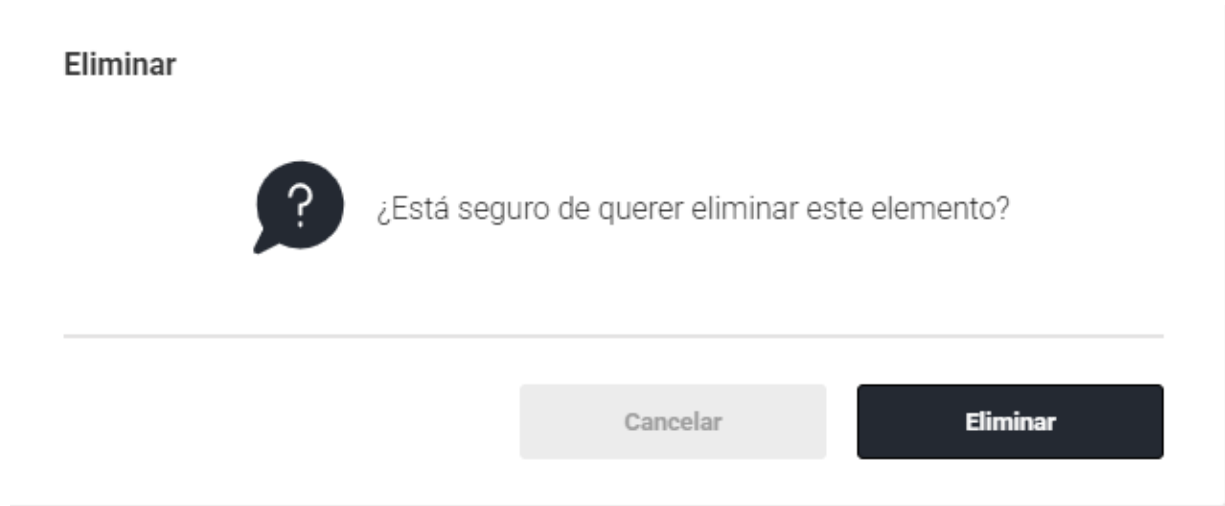 Eliminar
¿Está seguro de querer eliminar este elemento?
Cancelar
Eliminar